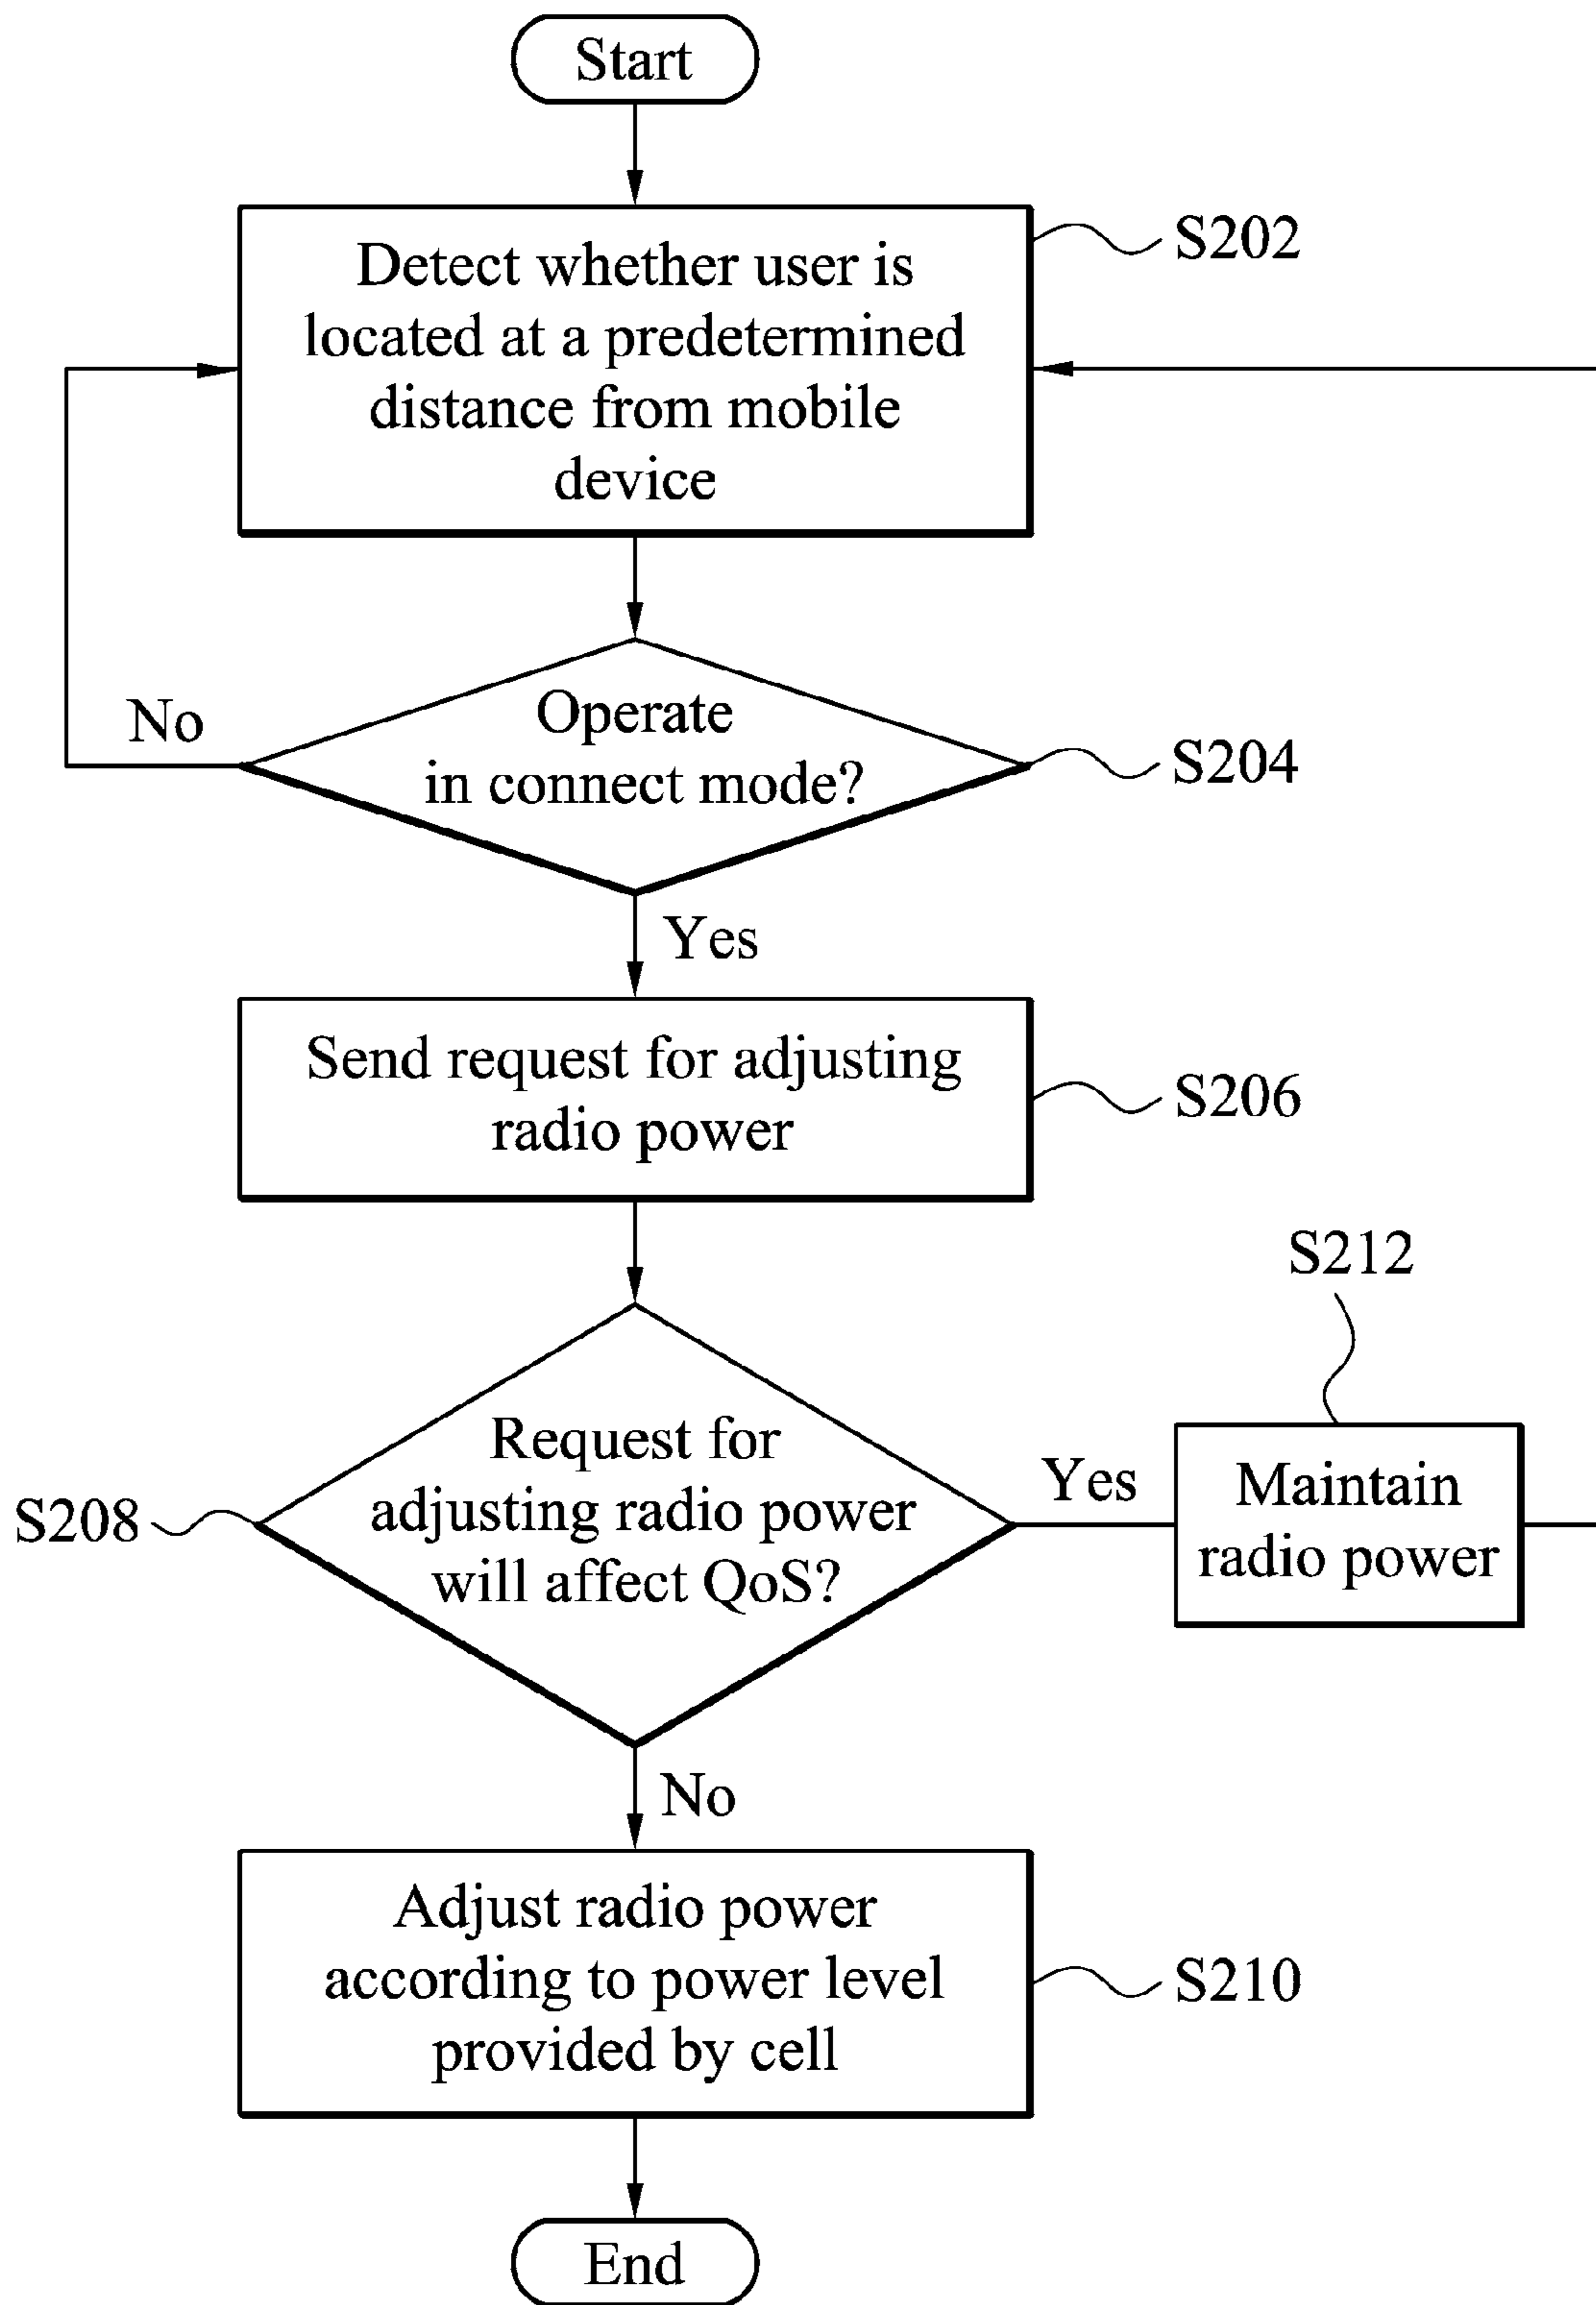 Start
Detect whether user is
located at a predetermined
distance from mobile
device
S202
No
Operate
in connect mode?
S204
Yes
Send request for adjusting
radio power
S206
S212
S208
Request for
adjusting radio power
will affect QoS?
Yes
Maintain
radio power
No
Adjust radio power
according to power level
provided by cell
S210
End